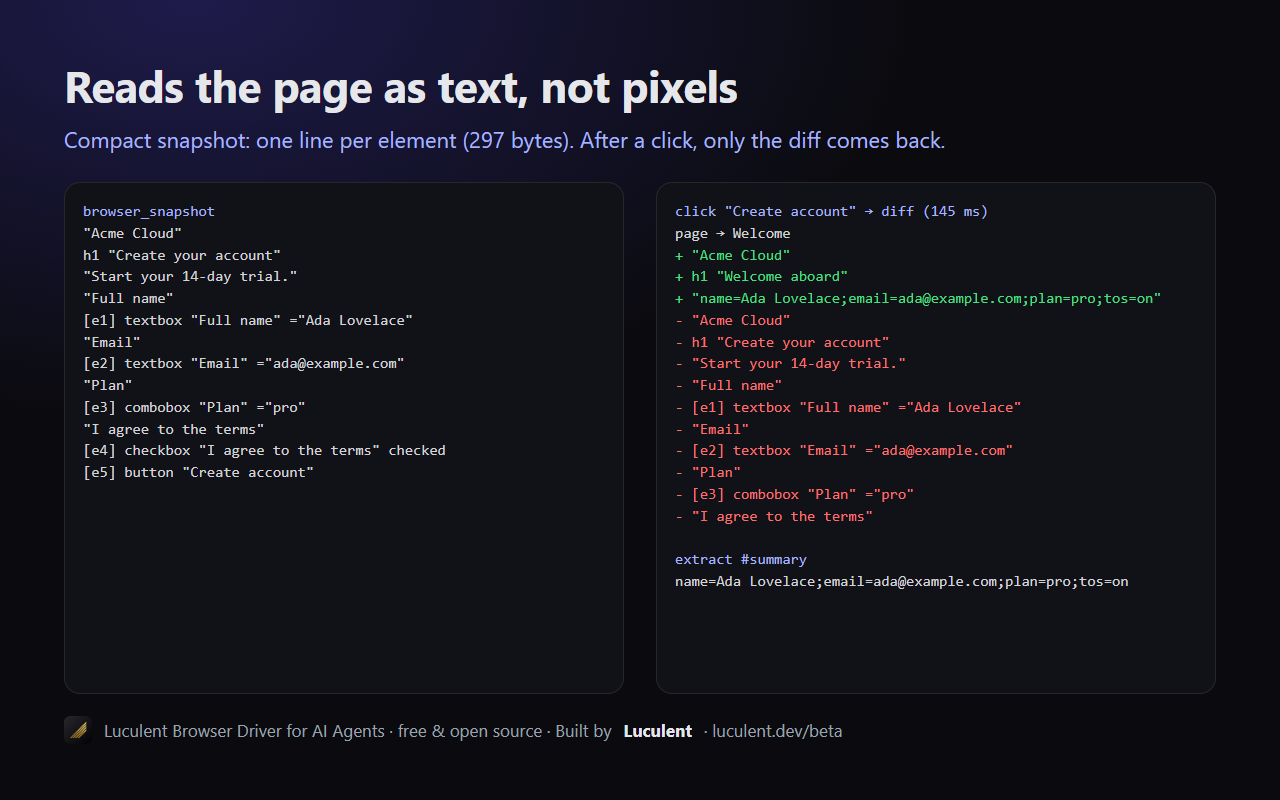 Reads the page as text, not pixels
Compact snapshot: one line per element (297 bytes). After a click, only the diff comes back.
browser_snapshot
"Acme Cloud"
h1 "Create your account"
"Start your 14-day trial."
"Full name"
[e1] textbox "Full name" ="Ada Lovelace"
"Email"
[e2] textbox "Email" ="ada@example.com"
"Plan"
[e3] combobox "Plan" ="pro"
"I agree to the terms"
[e4] checkbox "I agree to the terms" checked
[e5] button "Create account"
click "Create account" → diff (145 ms)
page → Welcome
+ "Acme Cloud"
+ h1 "Welcome aboard"
+ "name=Ada Lovelace;email=ada@example.com;plan=pro;tos=on"
- "Acme Cloud"
- h1 "Create your account"
- "Start your 14-day trial."
- "Full name"
- [e1] textbox "Full name" ="Ada Lovelace"
- "Email"
- [e2] textbox "Email" ="ada@example.com"
- "Plan"
- [e3] combobox "Plan" ="pro"
- "I agree to the terms"
extract #summary
name=Ada Lovelace;email=ada@example.com;plan=pro;tos=on
Luculent Browser Driver for AI Agents · free & open source · Built by Luculent · luculent.dev/beta